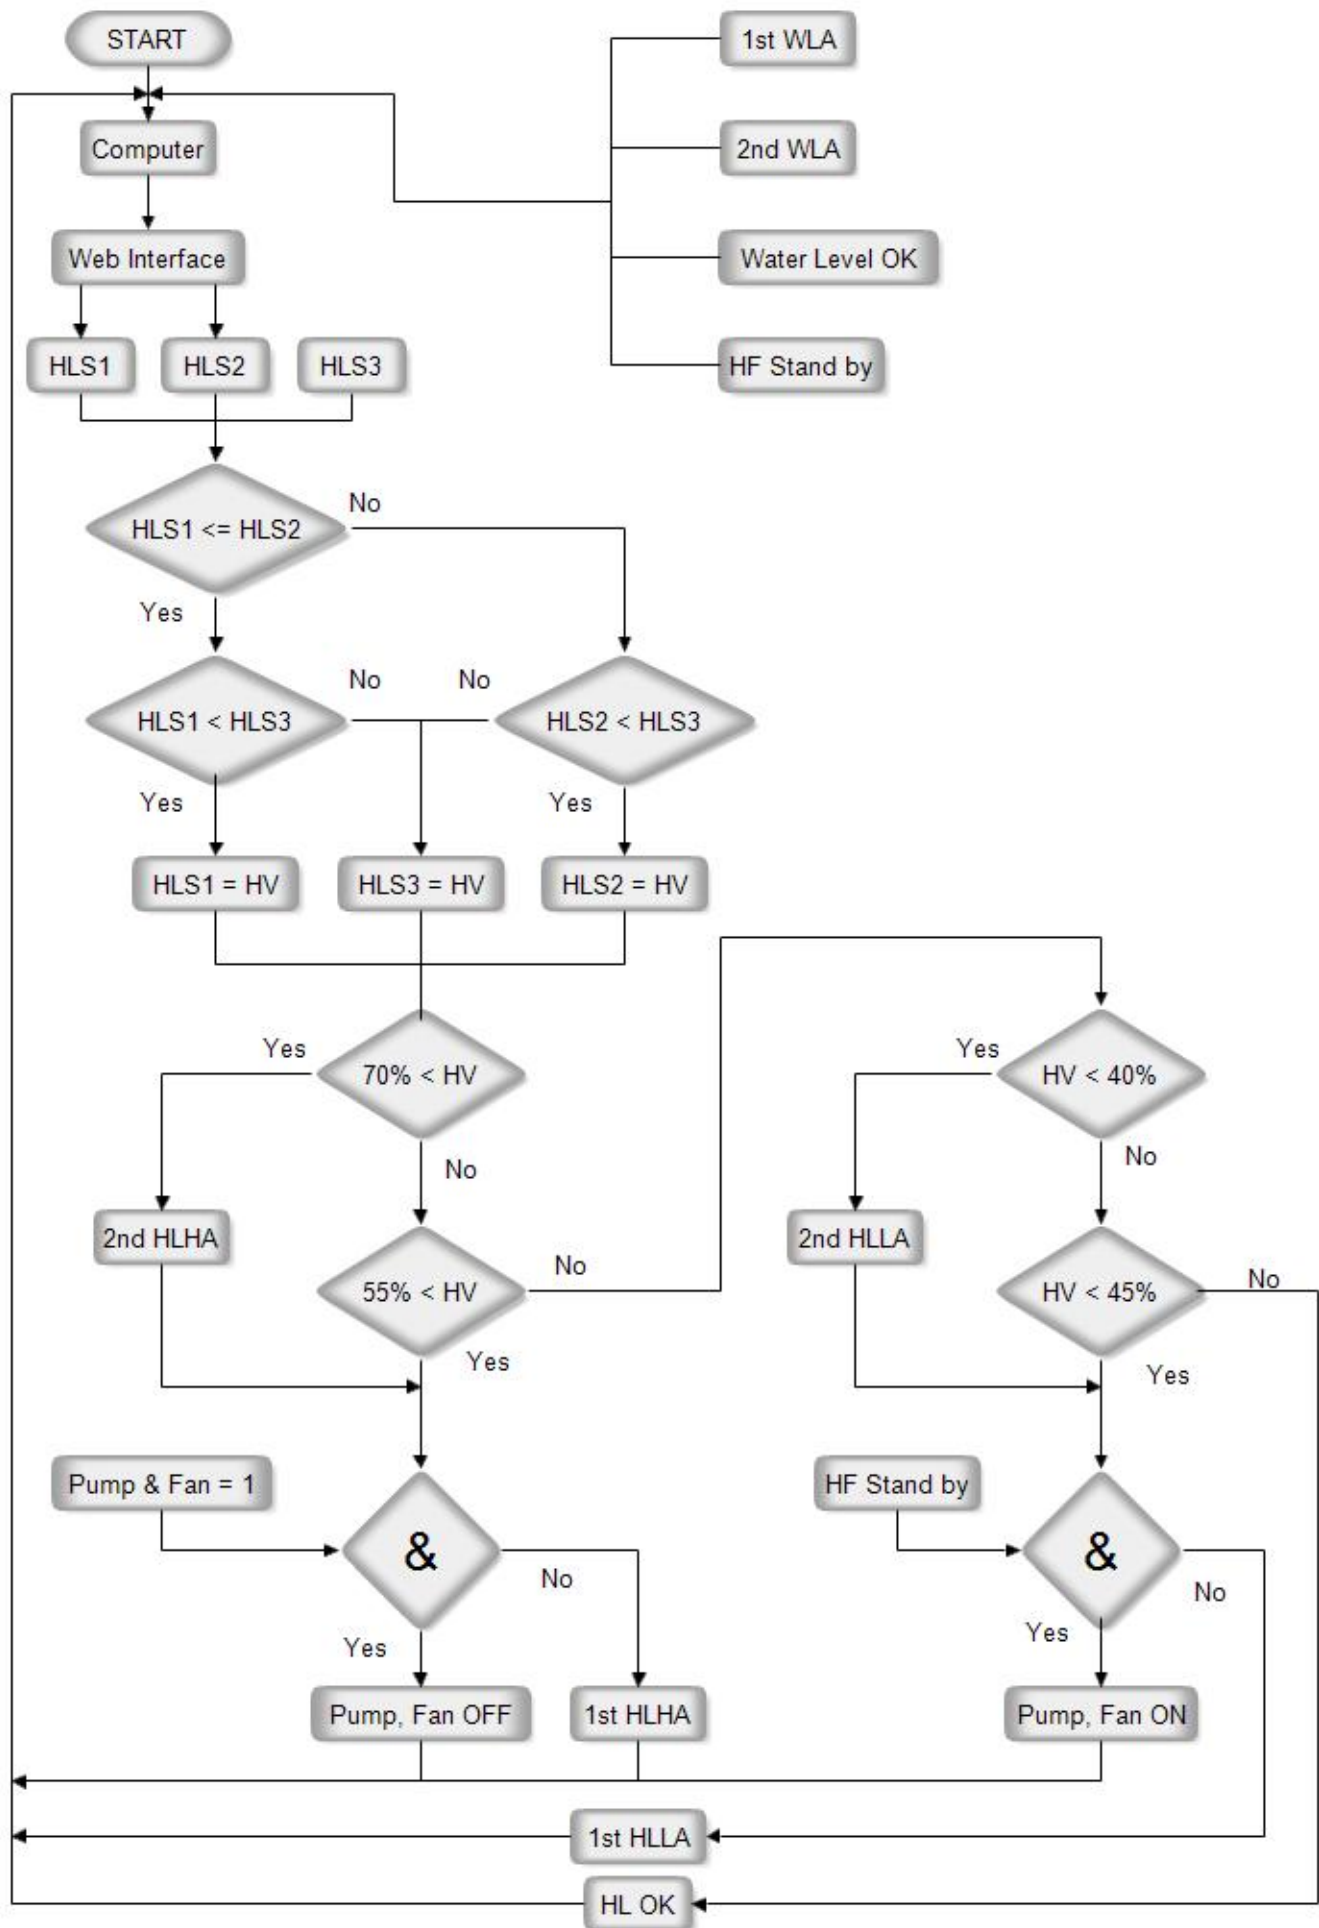 START
1st WLA
Computer
2nd WLA
Web Interface
Water Level OK
HLS1
HLS2
HLS3
HF Stand by
No
HLS1 <= HLS2
Yes
No
No
HLS1 < HLS3
HLS2 < HLS3
Yes
Yes
HLS1 = HV
HLS3 = HV
HLS2 = HV
Yes
Yes
70% < HV
HV < 40%
No
No
2nd HLHA
2nd HLLA
No
No
55% < HV
HV < 45%
Yes
Yes
Pump & Fan = 1
HF Stand by
&
&
No
No
Yes
Yes
Pump, Fan OFF
1st HLHA
Pump, Fan ON
1st HLLA
HL OK